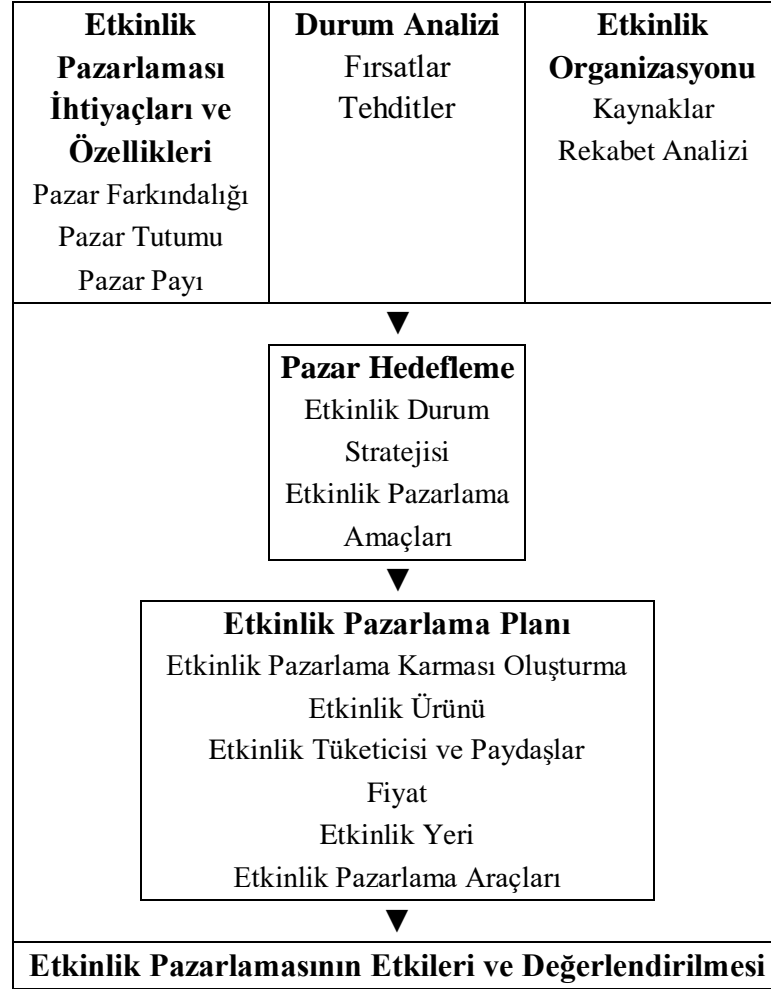 Etkinlik
Pazarlaması
İhtiyaçları ve
Özellikleri
Pazar Farkındalığı
Pazar Tutumu
Pazar Payı
Durum Analizi
Fırsatlar
Tehditler
Etkinlik
Organizasyonu
Kaynaklar
Rekabet Analizi
Pazar Hedefleme
Etkinlik Durum
Stratejisi
Etkinlik Pazarlama
Amaçları
Etkinlik Pazarlama Planı
Etkinlik Pazarlama Karması Oluşturma
Etkinlik Ürünü
Etkinlik Tüketicisi ve Paydaşlar
Fiyat
Etkinlik Yeri
Etkinlik Pazarlama Araçları
Etkinlik Pazarlamasının Etkileri ve Değerlendirilmesi